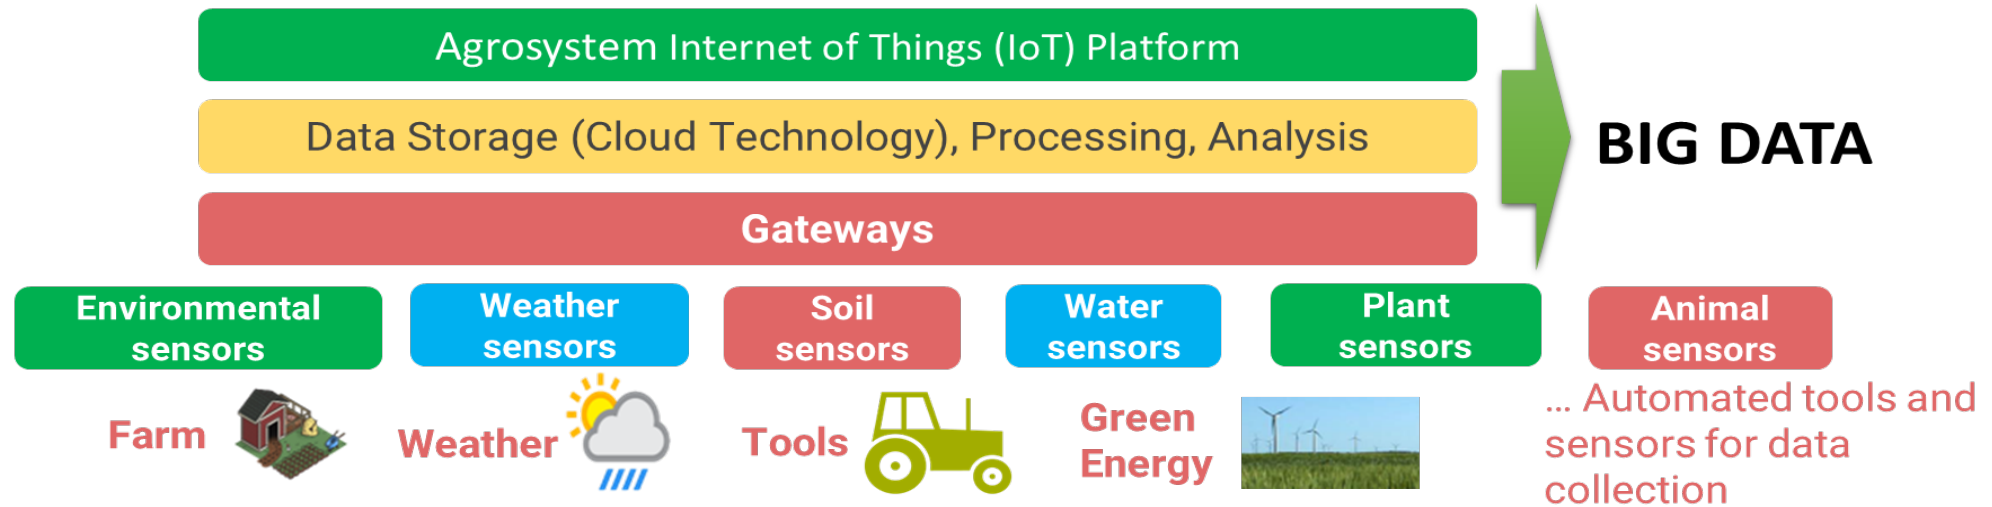 Agrosystem Internet of Things (IoT) Platform
Data Storage (Cloud Technology), Processing, Analysis
BIG DATA
Gateways
Environmental
sensors
Weather
sensors
Soil
sensors
Water
sensors
Plant
sensors
Animal
sensors
Farm
Weather
Tools
Green
Energy
... Automated tools and
sensors for data
collection